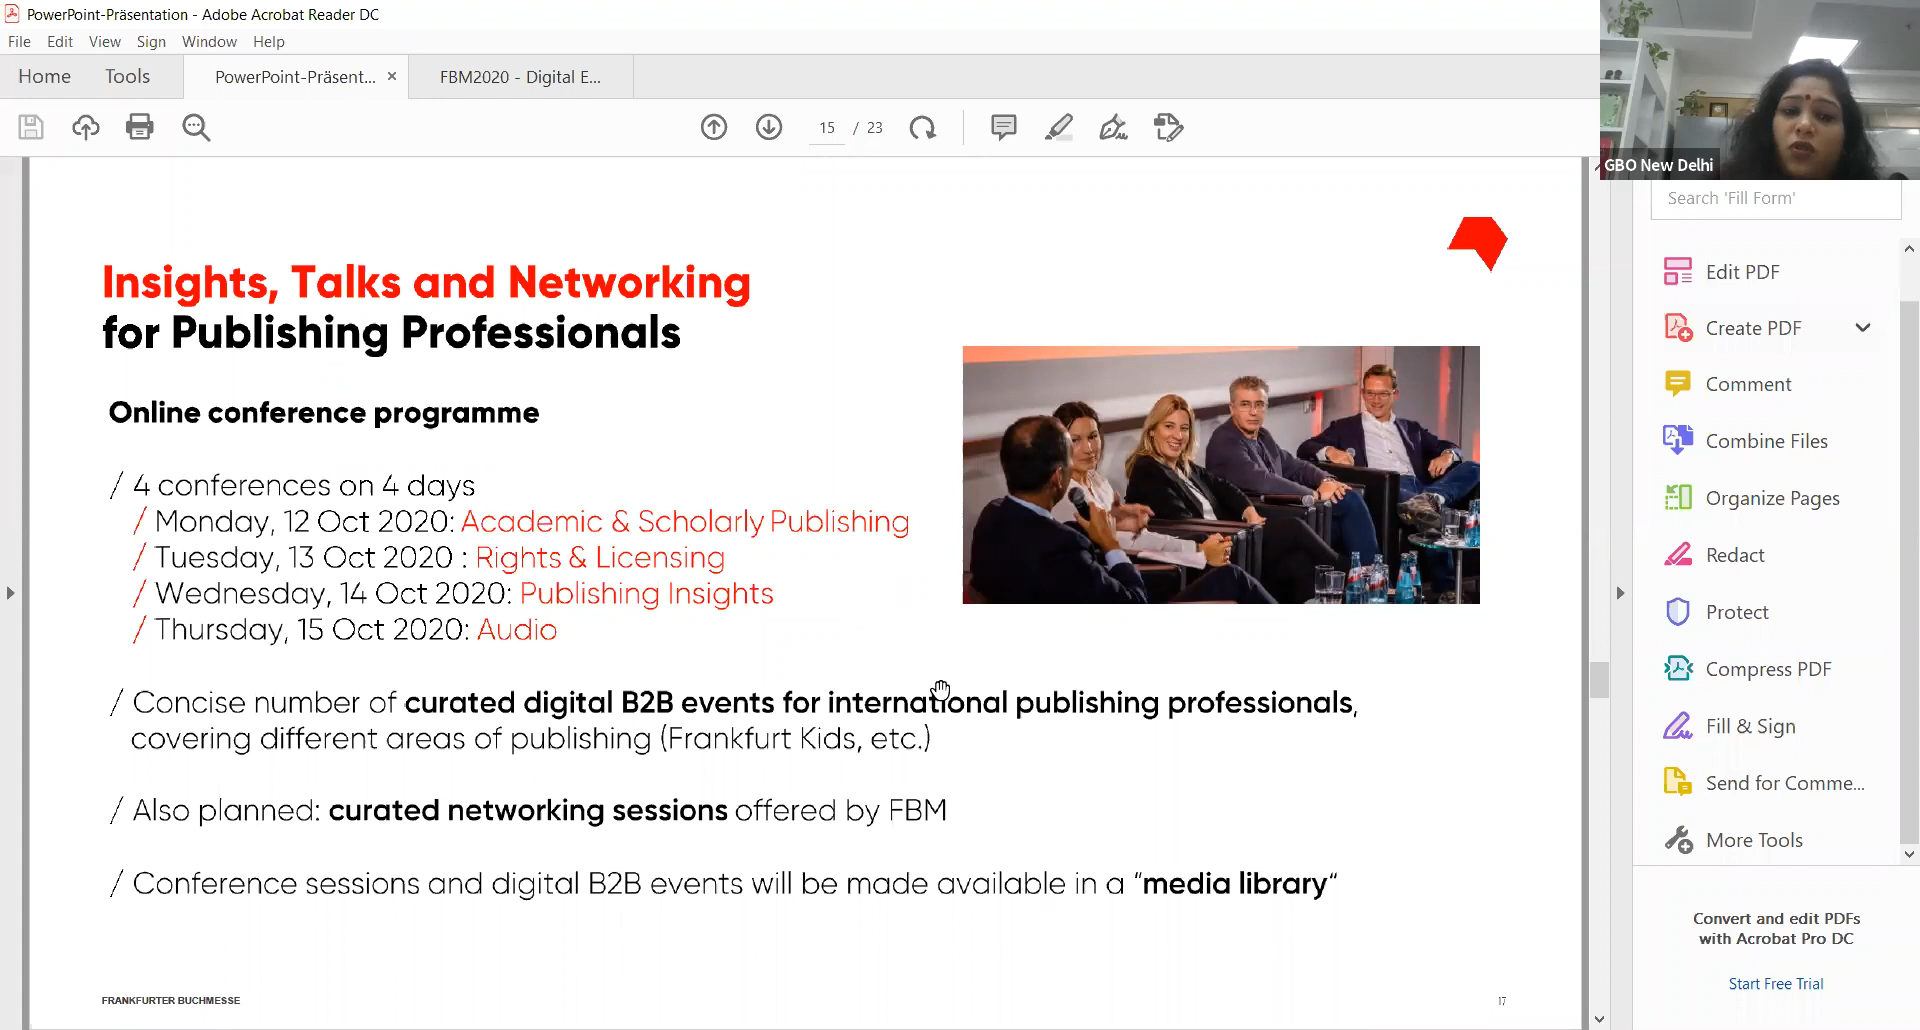 PowerPoint-Präsentation - Adobe Acrobat Reader DC
File Edit View Sign Window Help
Home Tools PowerPoint-Präsent... × FBM2020 - Digital E...
15 / 23
GBO New Delhi
Search 'Fill Form'
Insights, Talks and Networking
for Publishing Professionals
Online conference programme
/ 4 conferences on 4 days
/ Monday, 12 Oct 2020: Academic & Scholarly Publishing
/ Tuesday, 13 Oct 2020 : Rights & Licensing
/ Wednesday, 14 Oct 2020: Publishing Insights
/ Thursday, 15 Oct 2020: Audio
/ Concise number of curated digital B2B events for international publishing professionals,
covering different areas of publishing (Frankfurt Kids, etc.)
/ Also planned: curated networking sessions offered by FBM
/ Conference sessions and digital B2B events will be made available in a “media library“
FRANKFURTER BUCHMESSE
17
Edit PDF
Create PDF
Comment
Combine Files
Organize Pages
Redact
Protect
Compress PDF
Fill & Sign
Send for Comme...
More Tools
Convert and edit PDFs
with Acrobat Pro DC
Start Free Trial